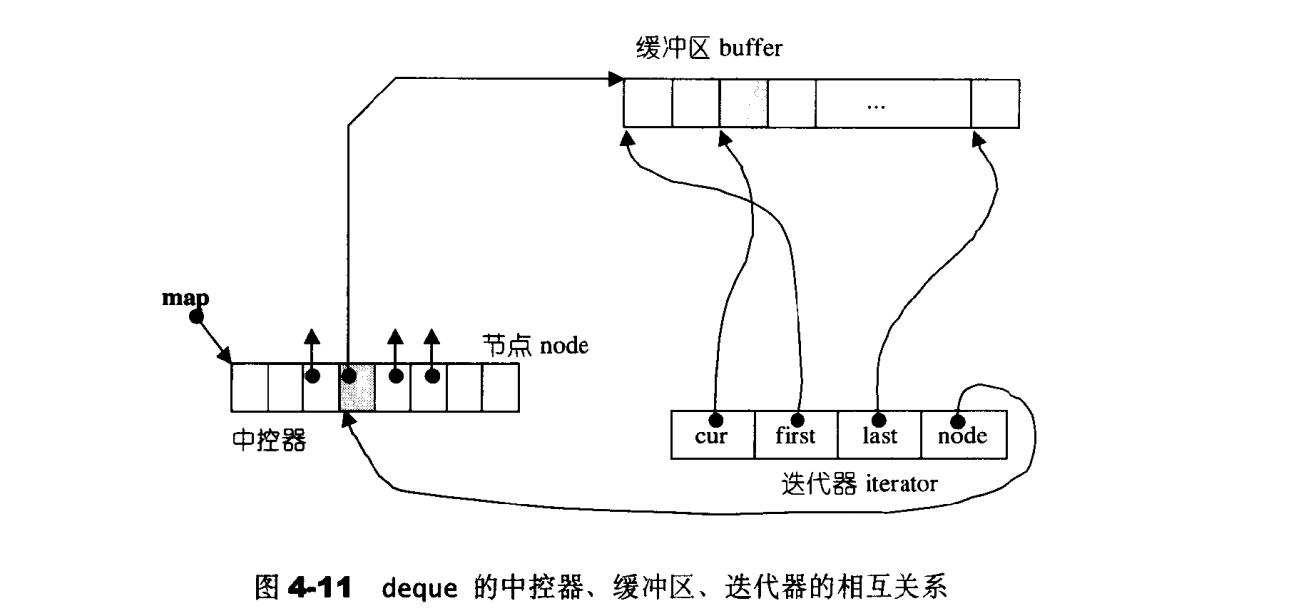 缓冲区 buffer
...
map
节点 node
中控器
cur first last node
迭代器 iterator
图 4-11 deque 的中控器、缓冲区、迭代器的相互关系